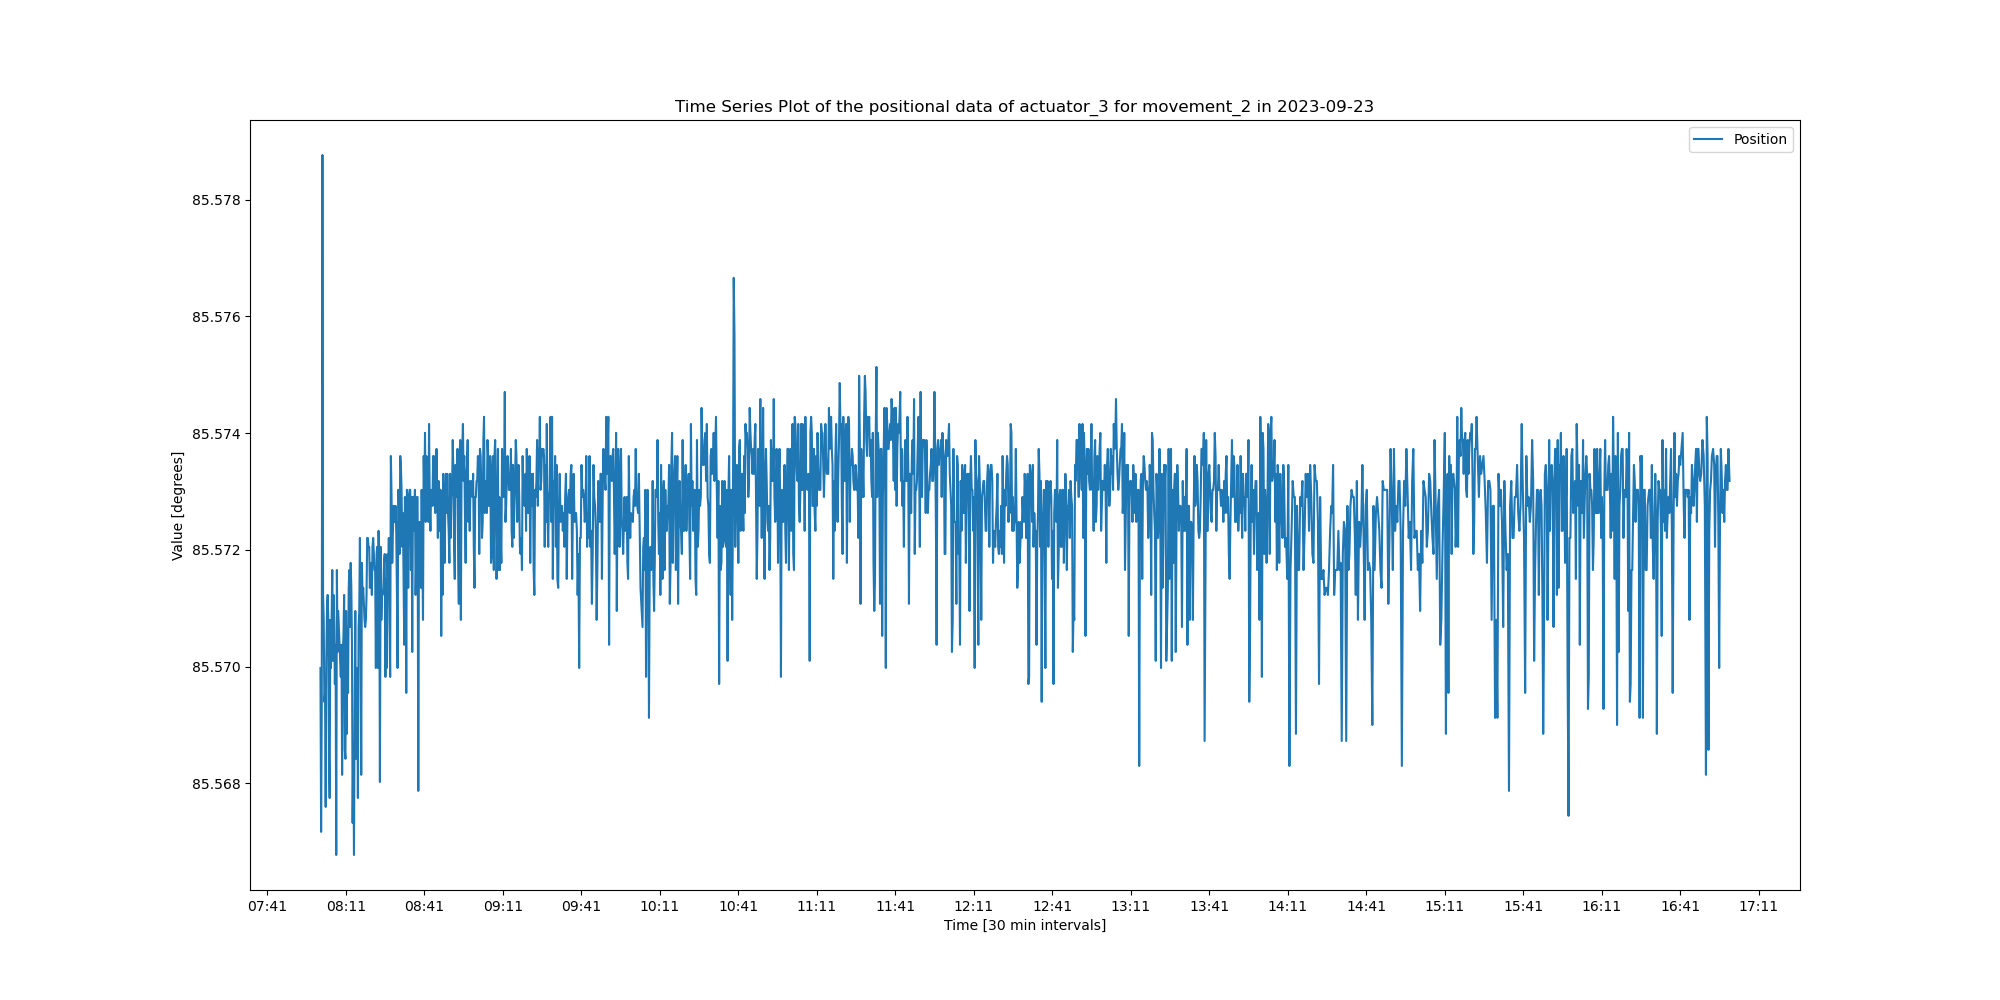 Time Series Plot of the positional data of actuator_3 for movement_2 in 2023-09-23
Position
85.578
85.576
85.574
85.572
85.570
85.568
Value [degrees]
07:41 08:11 08:41 09:11 09:41 10:11 10:41 11:11 11:41 12:11 12:41 13:11 13:41 14:11 14:41 15:11 15:41 16:11 16:41 17:11
Time [30 min intervals]